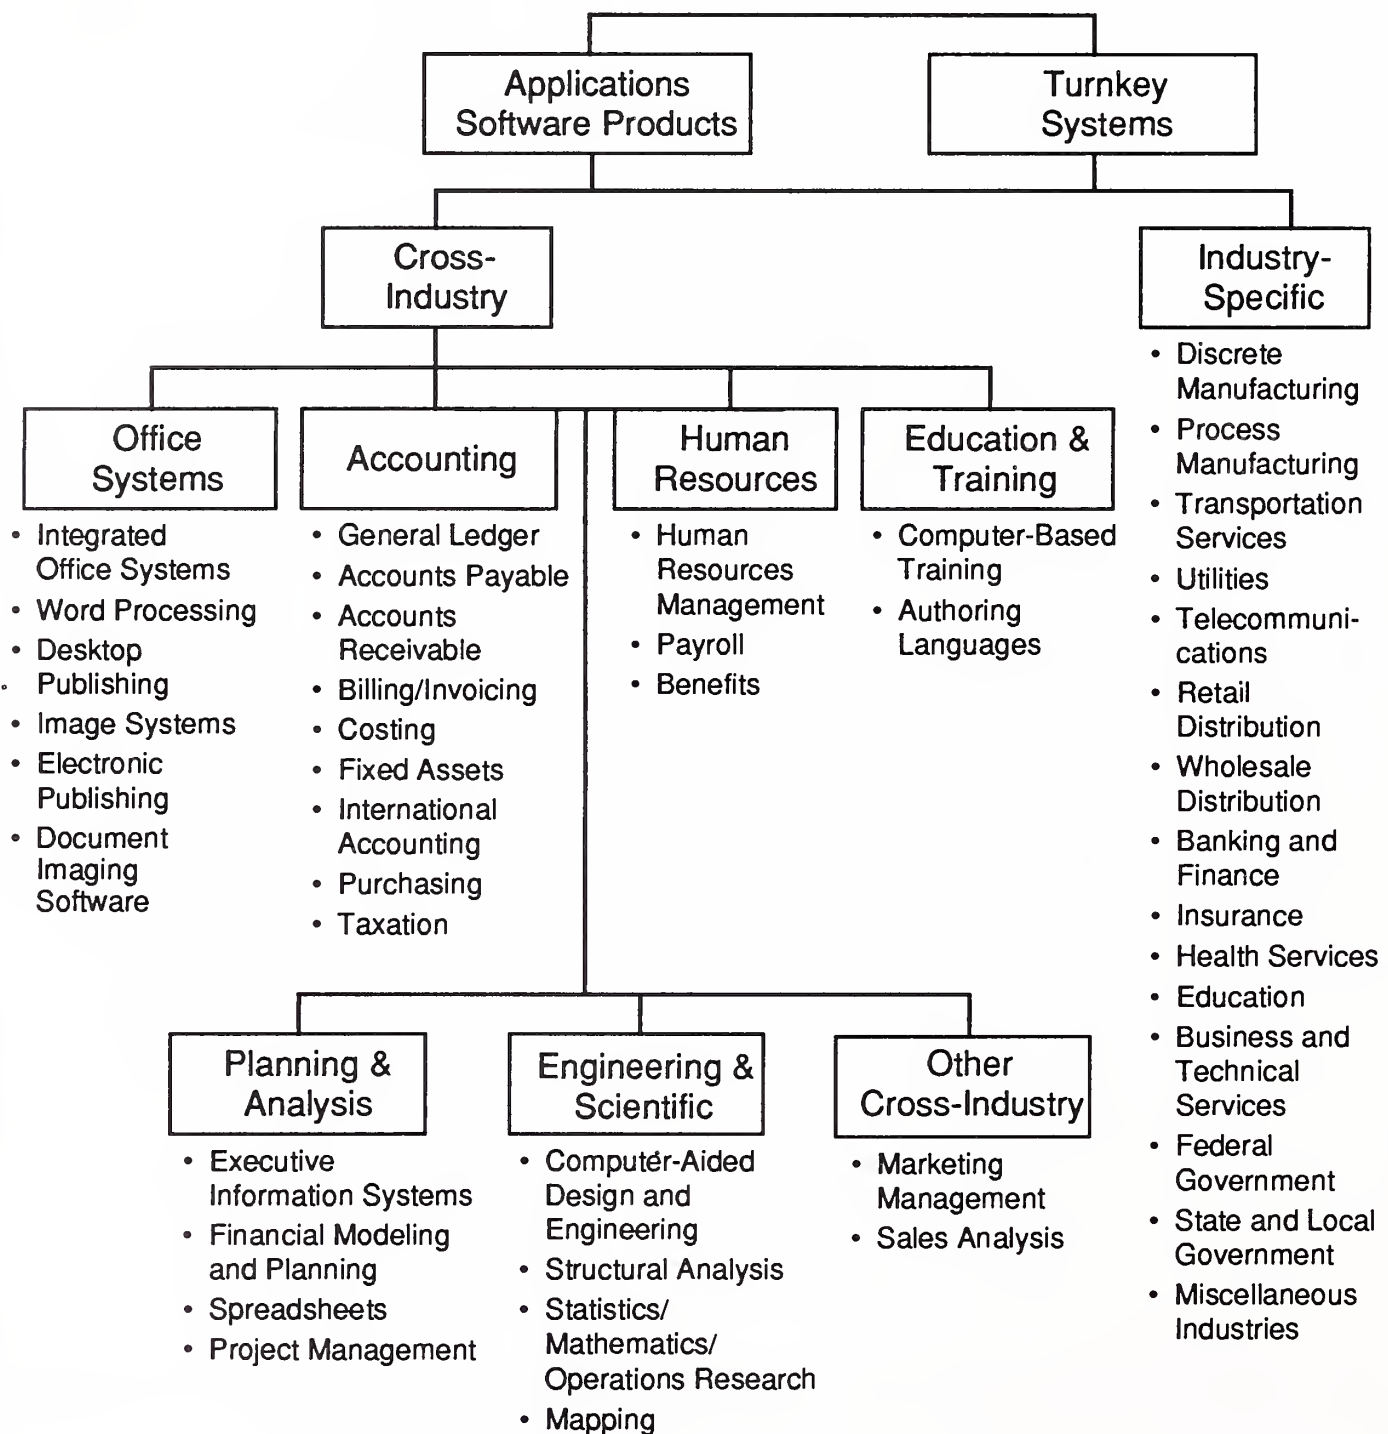 Applications
Software Products
Turnkey
Systems
Cross-
Industry
Industry-
Specific
• Discrete
Manufacturing
• Process
Manufacturing
• Transportation
Services
• Utilities
• Telecommuni-
cations
• Retail
Distribution
• Wholesale
Distribution
• Banking and
Finance
• Insurance
• Health Services
• Education
• Business and
Technical
Services
• Federal
Government
• State and Local
Government
• Miscellaneous
Industries
Office
Systems
• Integrated
Office Systems
• Word Processing
• Desktop
Publishing
• Image Systems
• Electronic
Publishing
• Document
Imaging
Software
Accounting
• General Ledger
• Accounts Payable
• Accounts
Receivable
• Billing/Invoicing
• Costing
• Fixed Assets
• International
Accounting
• Purchasing
• Taxation
Human
Resources
• Human
Resources
Management
• Payroll
• Benefits
Education &
Training
• Computer-Based
Training
• Authoring
Languages
Planning &
Analysis
• Executive
Information Systems
• Financial Modeling
and Planning
• Spreadsheets
• Project Management
Engineering &
Scientific
• Computer-Aided
Design and
Engineering
• Structural Analysis
• Statistics/
Mathematics/
Operations Research
• Mapping
Other
Cross-Industry
• Marketing
Management
• Sales Analysis